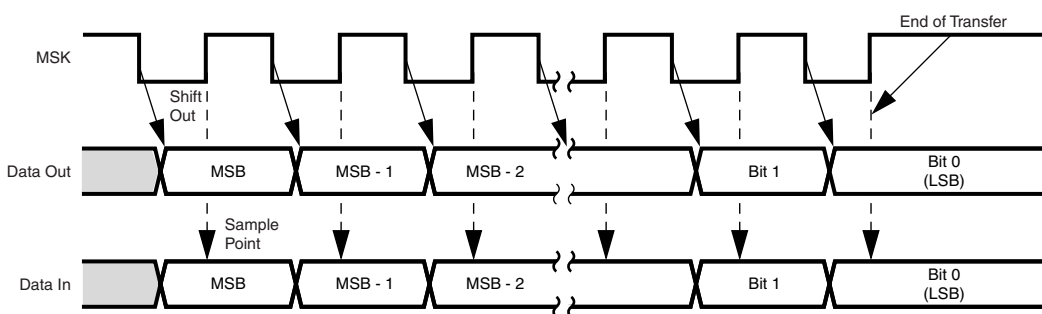 End of Transfer
MSK
Shift
Out
Data Out
MSB
MSB - 1
MSB - 2
Bit 1
Bit 0
(LSB)
Sample
Point
Data In
MSB
MSB - 1
MSB - 2
Bit 1
Bit 0
(LSB)